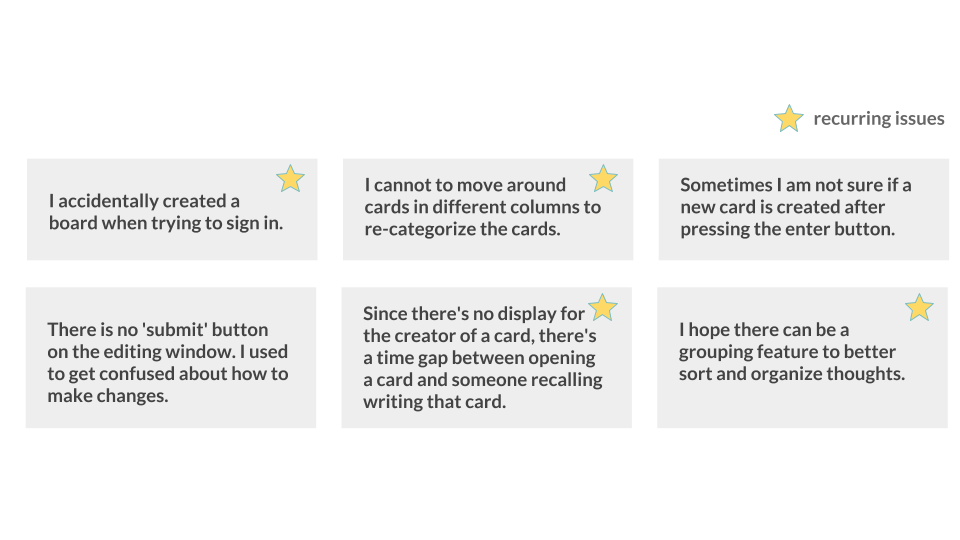 recurring issues
I accidentally created a
board when trying to sign in.
I cannot to move around
cards in different columns to
re-categorize the cards.
Sometimes I am not sure if a
new card is created after
pressing the enter button.
There is no 'submit' button
on the editing window. I used
to get confused about how to
make changes.
Since there's no display for
the creator of a card, there's
a time gap between opening
a card and someone recalling
writing that card.
I hope there can be a
grouping feature to better
sort and organize thoughts.